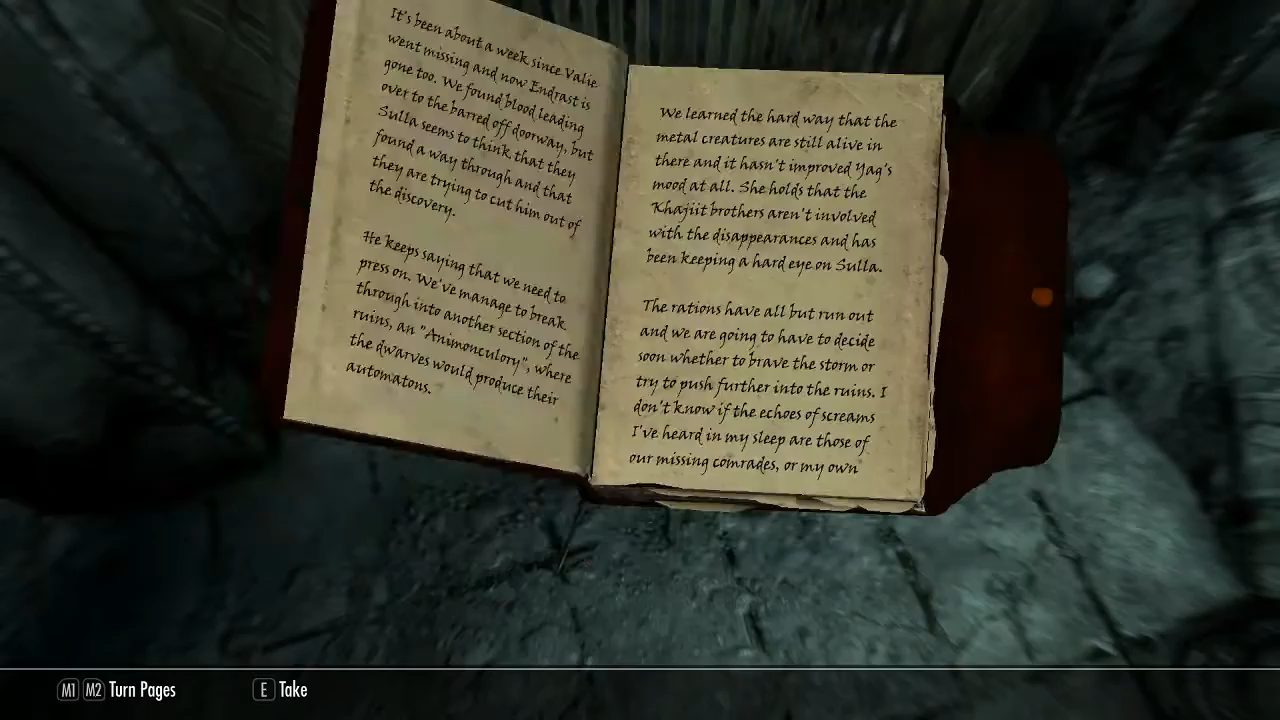 It's been about a week since Valie
went missing and now Endrast is
gone too. We found blood leading
over to the barred off doorway, but
Sulla seems to think that they
found a way through and that
they are trying to cut him out of
the discovery.
He keeps saying that we need to
press on. We've manage to break
through into another section of the
ruins, an "Animonculory", where
the dwarves would produce their
automatons.
We learned the hard way that the
metal creatures are still alive in
there and it hasn't improved Yag's
mood at all. She holds that the
Khajiit brothers aren't involved
with the disappearances and has
been keeping a hard eye on Sulla.
The rations have all but run out
and we are going to have to decide
soon whether to brave the storm or
try to push further into the ruins. I
don't know if the echoes of screams
I've heard in my sleep are those of
our missing comrades, or my own
M1 M2 Turn Pages
E Take